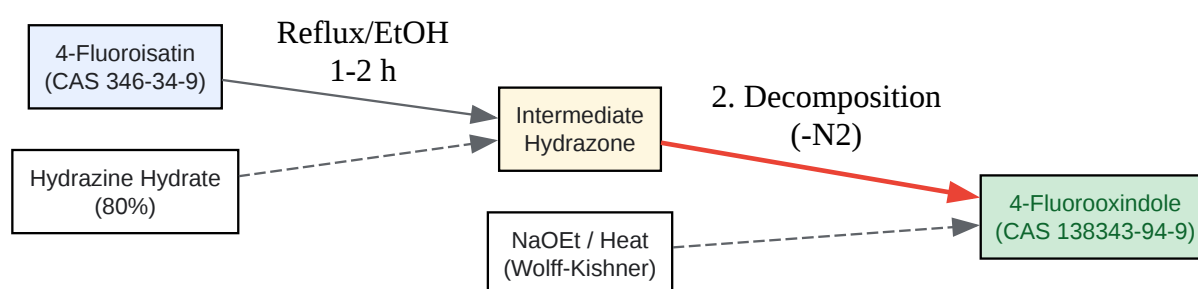 4-Fluoroisatin
(CAS 346-34-9)
Reflux/EtOH
1-2 h
Hydrazine Hydrate
(80%)
Intermediate
Hydrazone
2. Decomposition
(-N2)
NaOEt / Heat
(Wolff-Kishner)
4-Fluorooxindole
(CAS 138343-94-9)